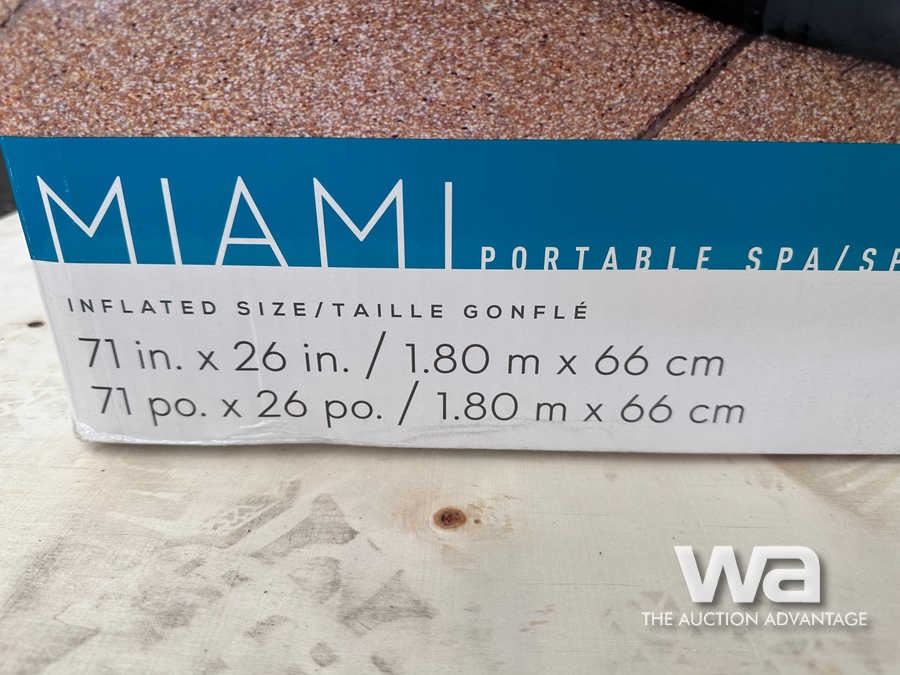 MIAMI PORTABLE SPA/
INFLATED SIZE/TAILLE GONFLÉ
71 in. x 26 in. / 1.80 m x 66 cm
71 po. x 26 po. / 1.80 m x 66 cm
wa
THE AUCTION ADVANTAGE